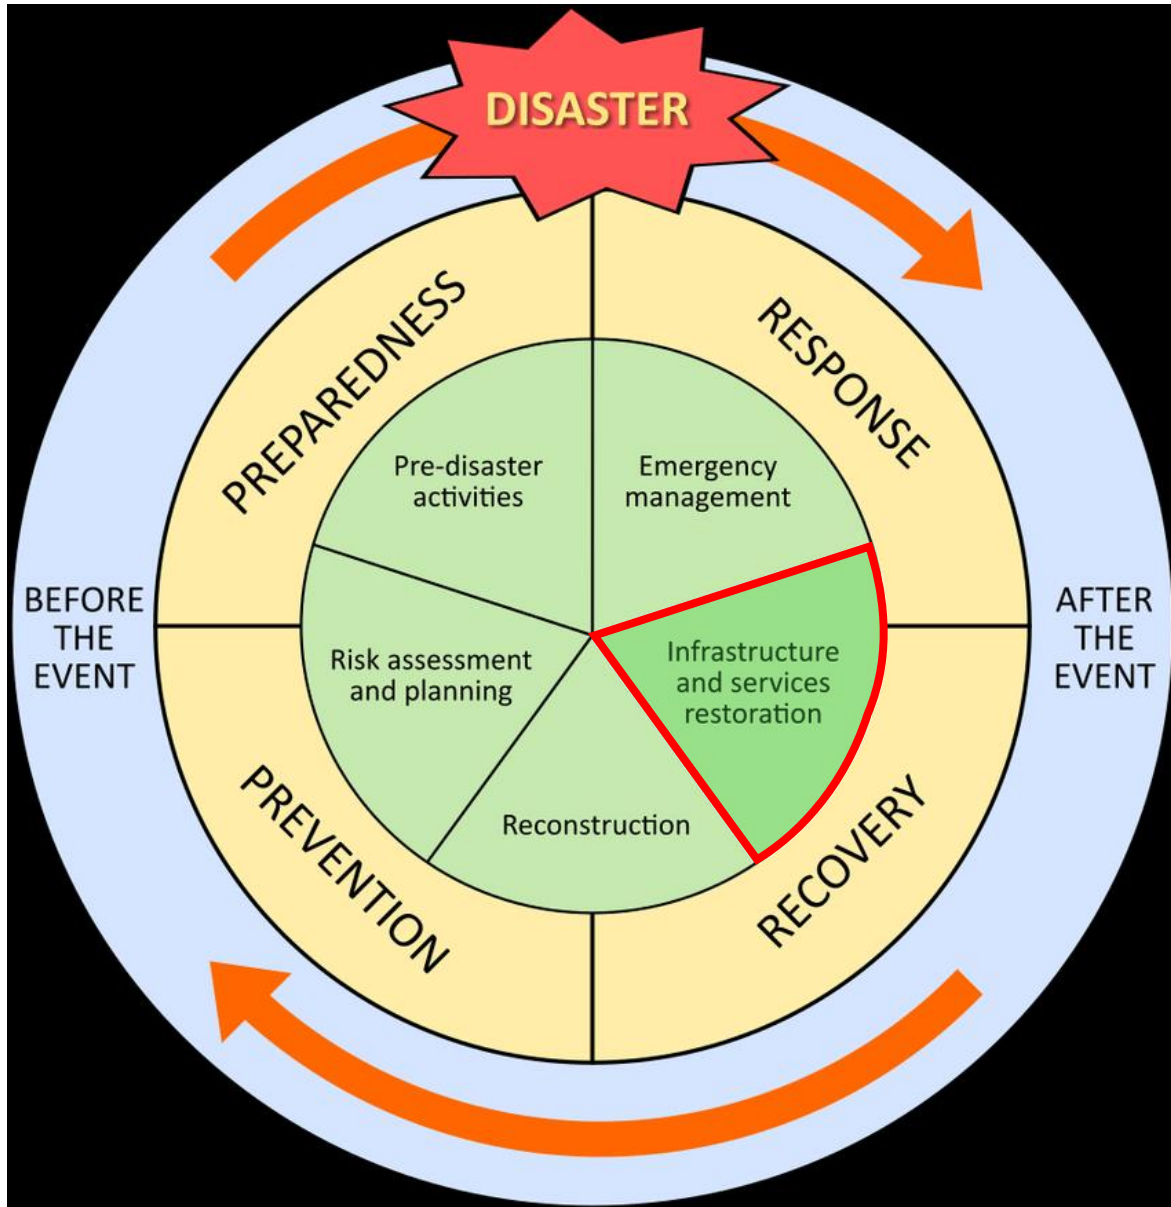 DISASTER
PREPAREDNESS
RESPONSE
Pre-disaster
activities
Emergency
management
BEFORE
THE
EVENT
AFTER
THE
EVENT
Risk assessment
and planning
Infrastructure
and services
restoration
Reconstruction
PREVENTION
RECOVERY